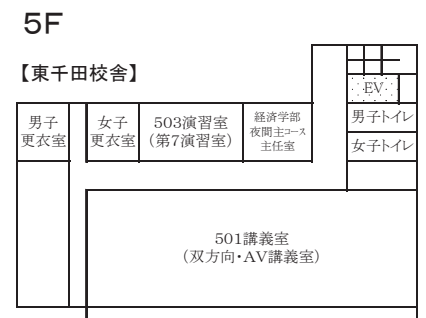 5F
【東千田校舎】
EV
男子
更衣室
女子
更衣室
503演習室
(第7演習室)
経済学部
夜間主コース
主任室
男子トイレ
女子トイレ
501講義室
(双方向・AV講義室)